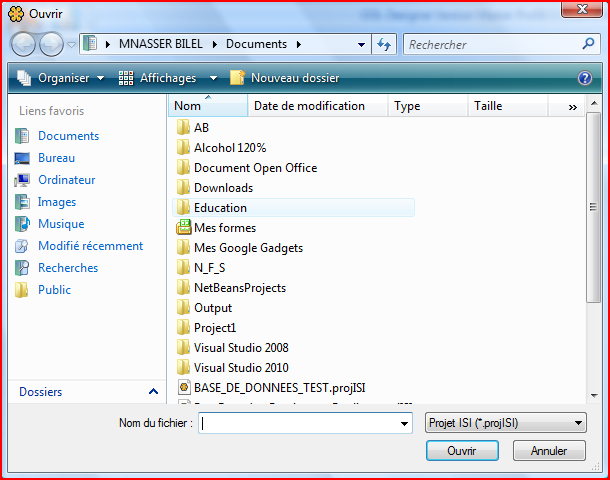 Ouvrir
MNASSER BILEL Documents
Rechercher
Organiser Affichages Nouveau dossier ?
Liens favoris
Documents
Bureau
Ordinateur
Images
Musique
Modifié récemment
Recherches
Public
Dossiers
Nom Date de modification Type Taille »
AB
Alcohol 120%
Document Open Office
Downloads
Education
Mes formes
Mes Google Gadgets
N_F_S
NetBeansProjects
Output
Project1
Visual Studio 2008
Visual Studio 2010
BASE_DE_DONNEES_TEST.projISI
Nom du fichier :
Projet ISI (*.projISI)
Ouvrir Annuler